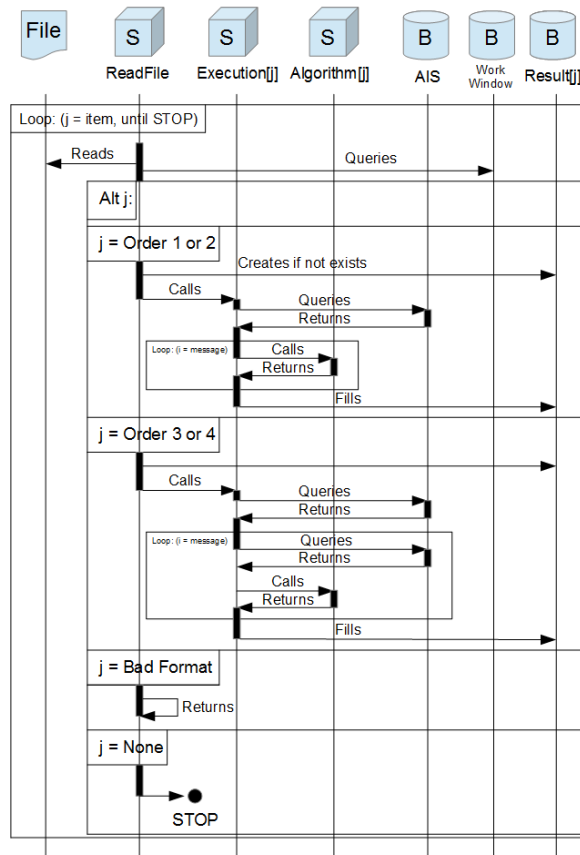 File
S
S
S
B
B
B
ReadFile
Execution[j]
Algorithm[j]
AIS
Work
Window
Result[j]
Loop: (j = item, until STOP)
Reads
Queries
Alt j:
j = Order 1 or 2
Creates if not exists
Calls
Queries
Returns
Loop: (i = message)
Calls
Returns
Fills
j = Order 3 or 4
Calls
Queries
Returns
Loop: (i = message)
Queries
Returns
Calls
Returns
Fills
j = Bad Format
Returns
j = None
STOP